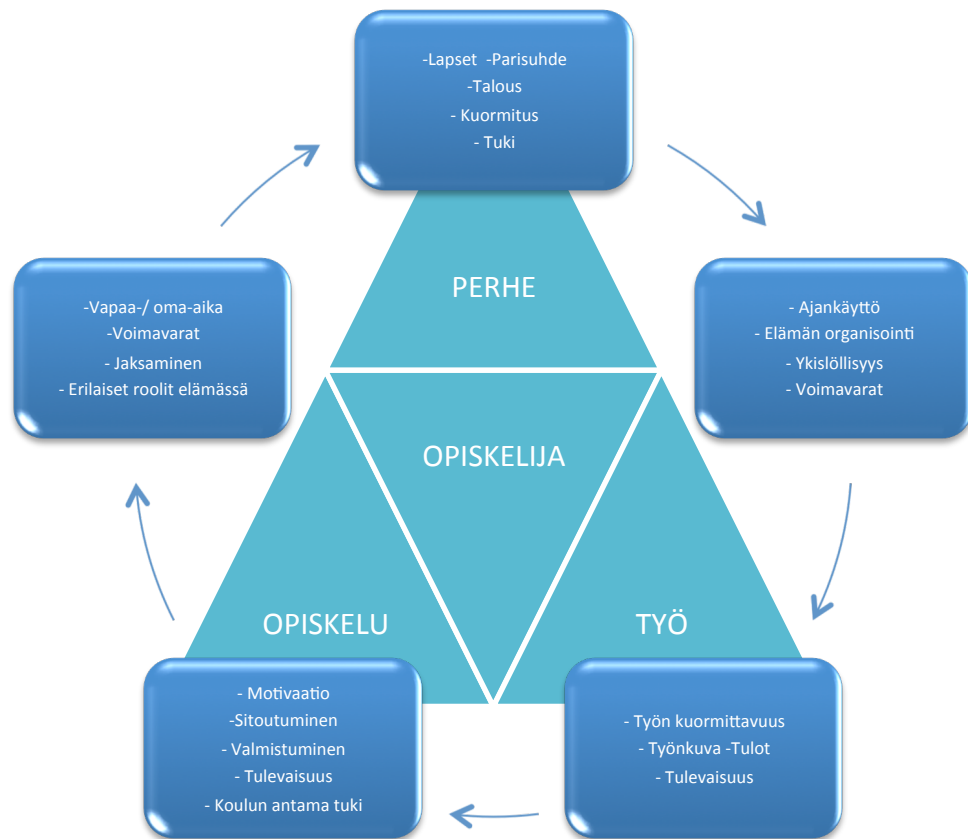 -Lapset -Parisuhde
-Talous
- Kuormitus
- Tuki
PERHE
-Vapaa-/ oma-aika
-Voimavarat
- Jaksaminen
- Erilaiset roolit elämässä
- Ajankäyttö
- Elämän organisointi
- Ykislöllisyys
- Voimavarat
OPISKELIJA
OPISKELU
TYÖ
- Motivaatio
-Sitoutuminen
- Valmistuminen
- Tulevaisuus
- Koulun antama tuki
- Työn kuormittavuus
- Työnkuva -Tulot
- Tulevaisuus